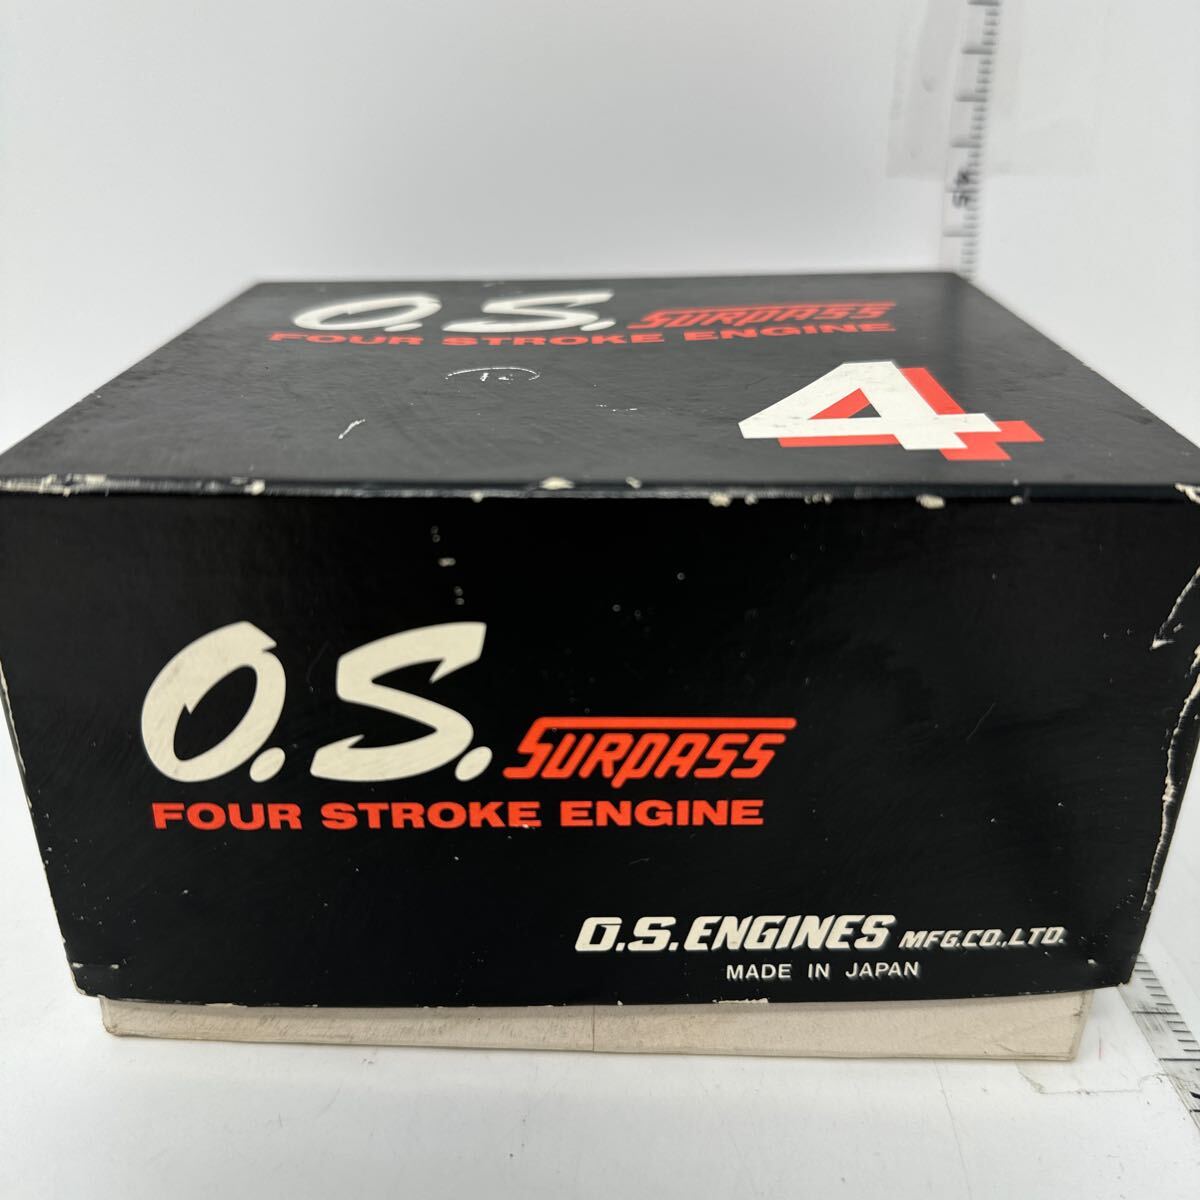 O.S. SURPASS
FOUR STROKE ENGINE
4
O.S. SURPASS
FOUR STROKE ENGINE
O.S.ENGINES MFG.CO.,LTD.
MADE IN JAPAN